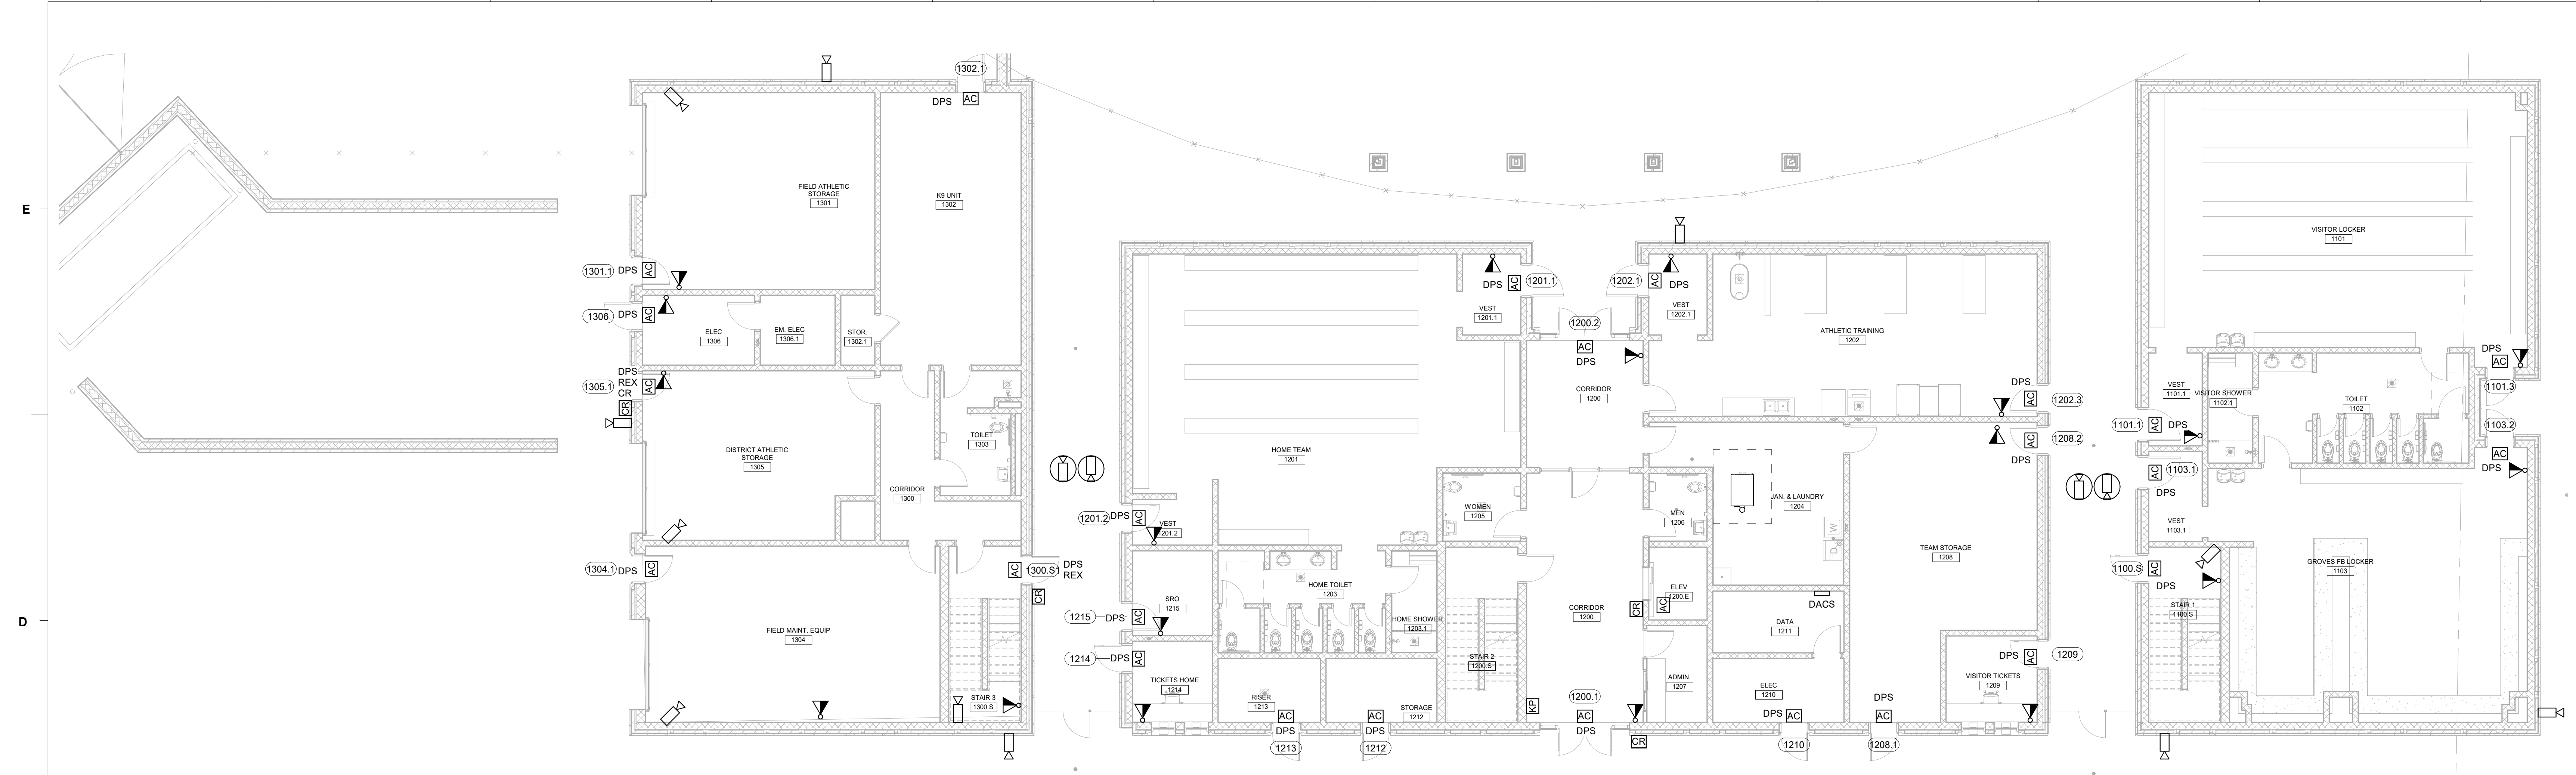 E
D
1302.1
DPS
AC
FIELD ATHLETIC
STORAGE
1301
K9 UNIT
1302
1301.1
DPS
AC
1306
DPS
AC
ELEC
1306
EM. ELEC
1306.1
STOR.
1302.1
DPS
REX
CR
1305.1
AC
CR
DISTRICT ATHLETIC
STORAGE
1305
TOILET
1303
CORRIDOR
1300
1304.1
DPS
AC
AC
1300.S1
DPS
REX
CR
FIELD MAINT. EQUIP
1304
STAIR 3
1300.S
HOME TEAM
1201
DPS
AC
1201.1
VEST
1201.1
1202.1
AC
DPS
VEST
1202.1
1200.2
AC
DPS
CORRIDOR
1200
ATHLETIC TRAINING
1202
DPS
AC
1202.3
AC
1208.2
DPS
1201.2
DPS
AC
VEST
1201.2
WOMEN
1205
MEN
1206
JAN. & LAUNDRY
1204
W
TEAM STORAGE
1208
SRO
1215
1215
DPS
AC
HOME TOILET
1203
HOME SHOWER
1203.1
CORRIDOR
1200
ELEV
1200.E
CR
AC
DACS
DATA
1211
1214
DPS
AC
TICKETS HOME
1214
RISER
1213
STORAGE
1212
STAIR 2
1200.S
KP
ADMIN.
1207
ELEC
1210
DPS
AC
1209
VISITOR TICKETS
1209
AC
DPS
1213
AC
DPS
1212
1200.1
AC
DPS
CR
DPS
AC
1210
DPS
AC
1208.1
VISITOR LOCKER
1101
DPS
AC
1101.3
1103.2
AC
DPS
VEST
1101.1
VISITOR SHOWER
1102.1
TOILET
1102
1101.1
AC
DPS
AC
1103.1
DPS
VEST
1103.1
1100.S
AC
DPS
STAIR 1
1100.S
GROVES FB LOCKER
1103